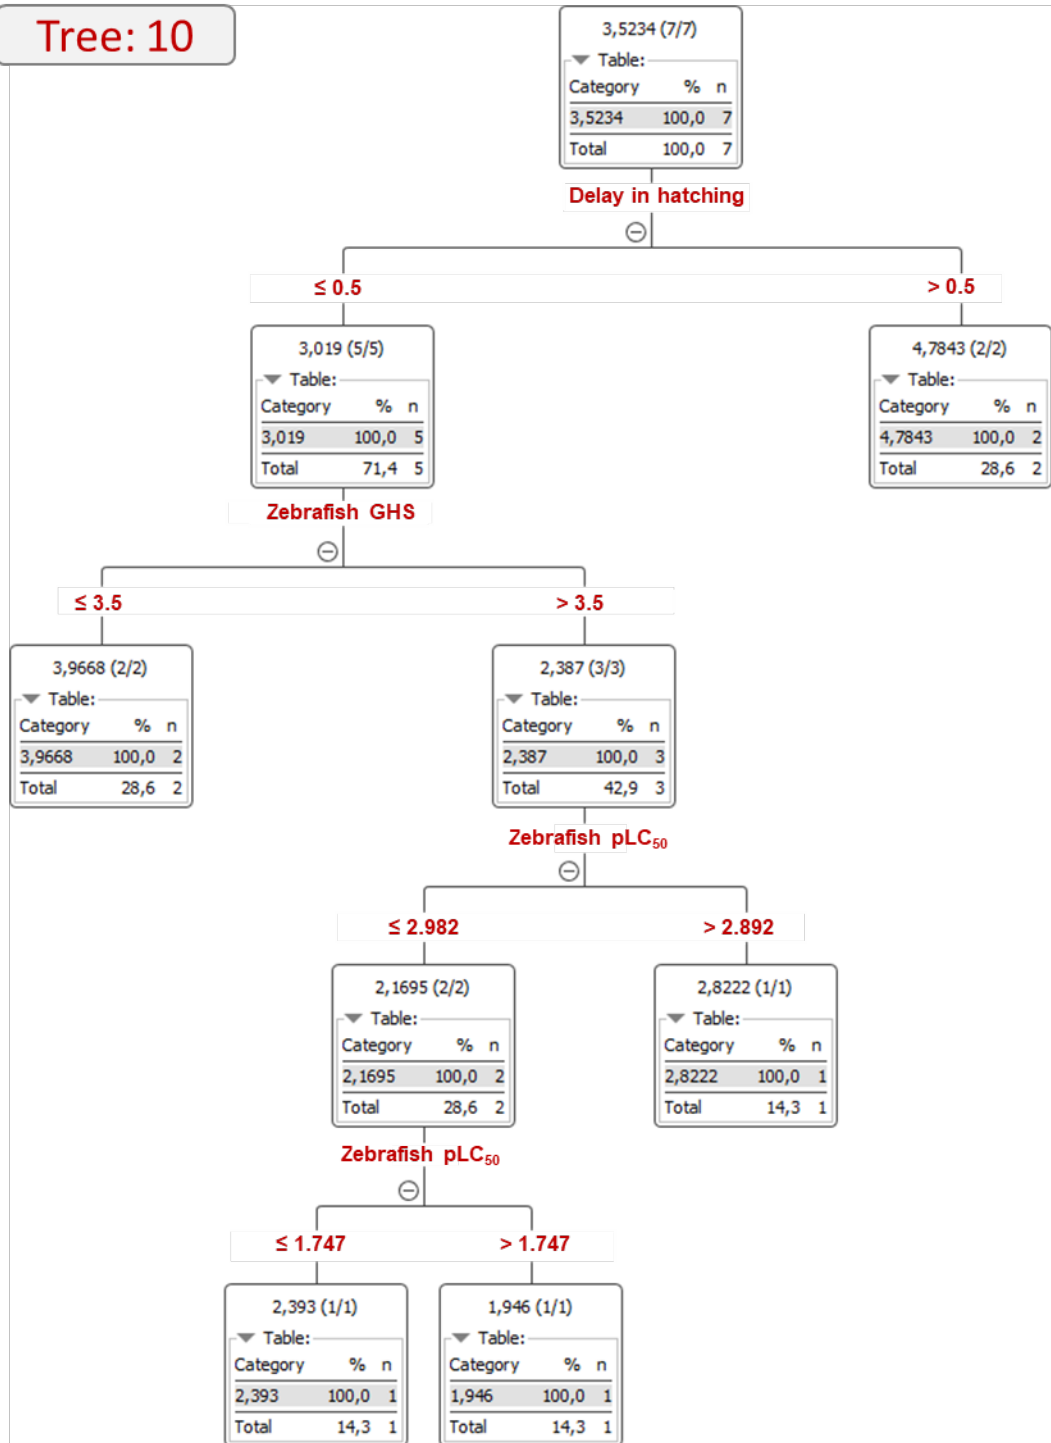 Tree: 10
3,5234 (7/7)
Table:
Category % n
3,5234 100,0 7
Total 100,0 7
Delay in hatching
≤ 0.5 > 0.5
3,019 (5/5)
Table:
Category % n
3,019 100,0 5
Total 71,4 5
4,7843 (2/2)
Table:
Category % n
4,7843 100,0 2
Total 28,6 2
Zebrafish GHS
≤ 3.5 > 3.5
3,9668 (2/2)
Table:
Category % n
3,9668 100,0 2
Total 28,6 2
2,387 (3/3)
Table:
Category % n
2,387 100,0 3
Total 42,9 3
Zebrafish pLC₅₀
≤ 2.982 > 2.892
2,1695 (2/2)
Table:
Category % n
2,1695 100,0 2
Total 28,6 2
2,8222 (1/1)
Table:
Category % n
2,8222 100,0 1
Total 14,3 1
Zebrafish pLC₅₀
≤ 1.747 > 1.747
2,393 (1/1)
Table:
Category % n
2,393 100,0 1
Total 14,3 1
1,946 (1/1)
Table:
Category % n
1,946 100,0 1
Total 14,3 1